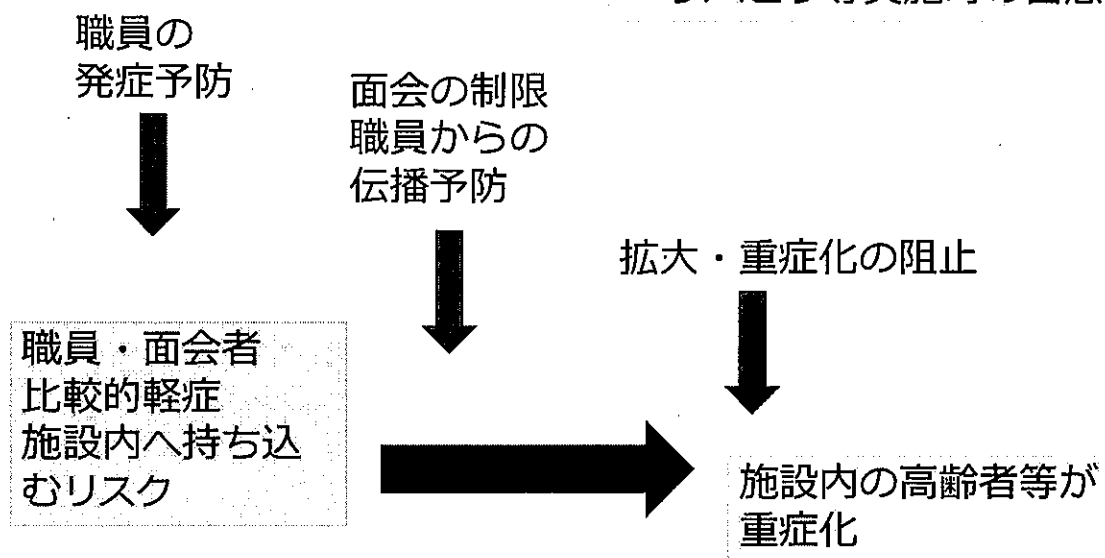 職員の
発症予防
面会の制限
職員からの
伝播予防
拡大・重症化の阻止
職員・面会者
比較的軽症
施設内へ持ち込
むリスク
施設内の高齢者等が
重症化